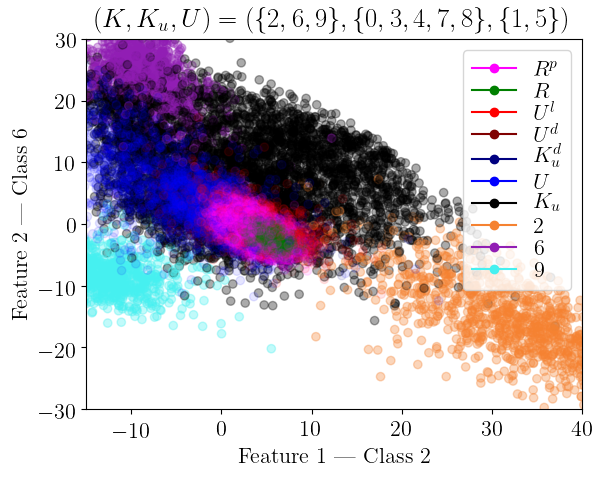 (K, K_u, U) = ({2, 6, 9}, {0, 3, 4, 7, 8}, {1, 5})
30
20
10
0
−10
−20
−30
Feature 2 — Class 6
R^p
R
U^l
U^d
K_u^d
U
K_u
2
6
9
−10
0
10
20
30
40
Feature 1 — Class 2